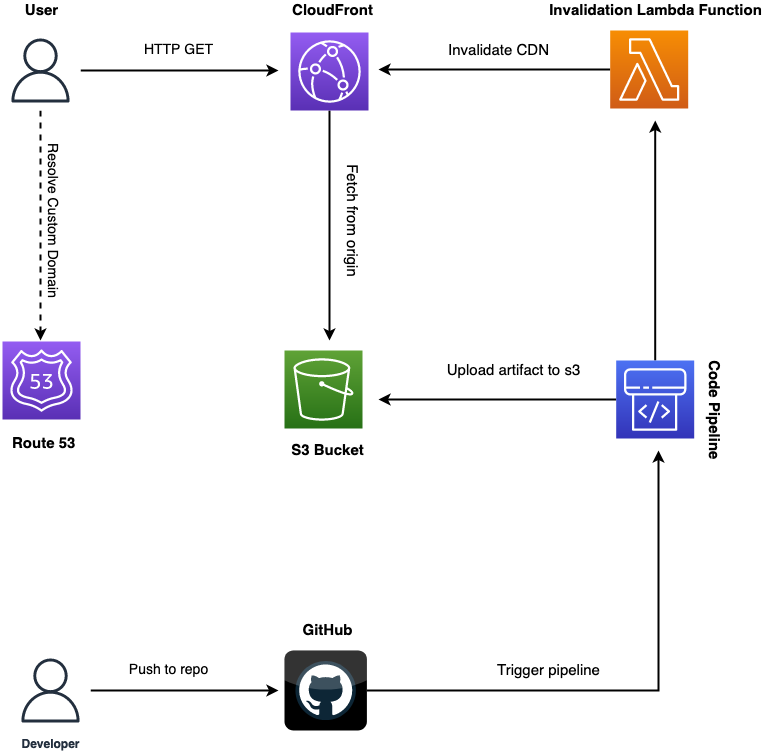 User
CloudFront
Invalidation Lambda Function
HTTP GET
Invalidate CDN
Resolve Custom Domain
Fetch from origin
53
Route 53
S3 Bucket
Upload artifact to s3
</>
Code Pipeline
GitHub
Push to repo
Trigger pipeline
Developer